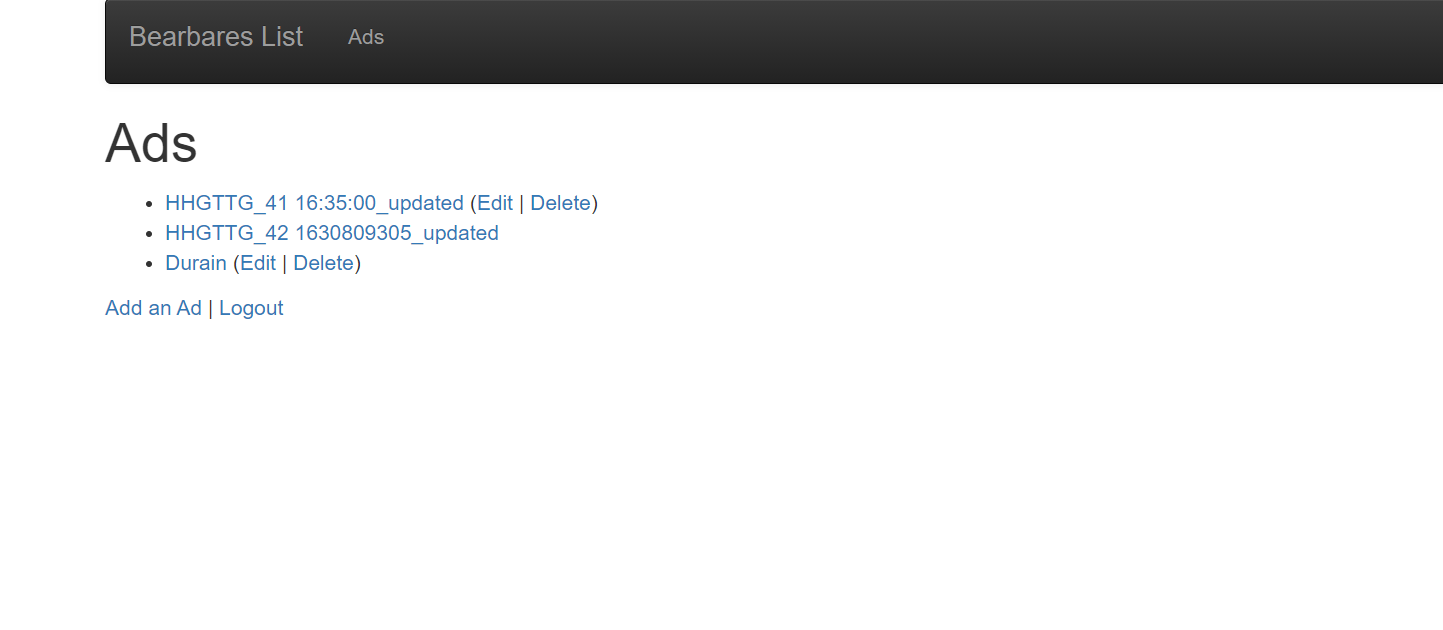 Bearbares List Ads
Ads
HHGTTG_41 16:35:00_updated (Edit | Delete)
HHGTTG_42 1630809305_updated
Durain (Edit | Delete)
Add an Ad | Logout